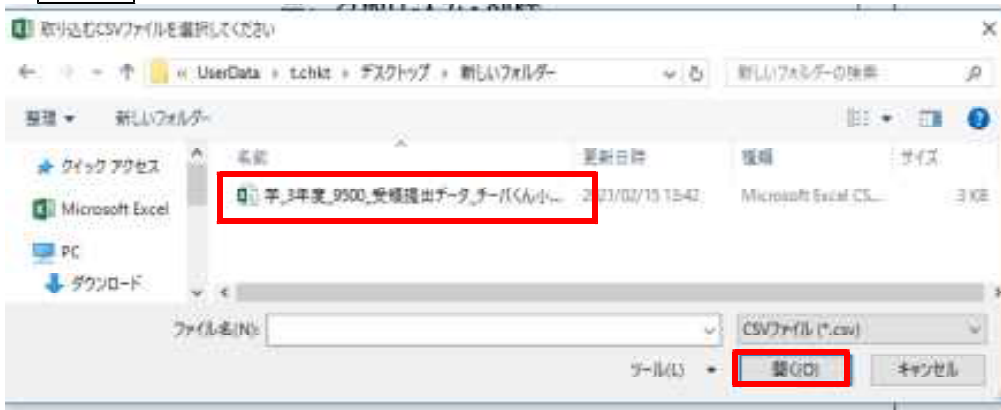 取り込むCSVファイルを選択してください
« UserData › t.chkt › デスクトップ › 新しいフォルダー
新しいフォルダーの検索
整理 新しいフォルダー
クイック アクセス
Microsoft Excel
PC
ダウンロード
名前 更新日時 種類 サイズ
_3年度_9500_受検提出データ_チーバくん小... 2021/02/15 15:42 Microsoft Excel CS... 3 KB
ファイル名(N): CSVファイル (*.csv)
ツール(L) 開く(O) キャンセル